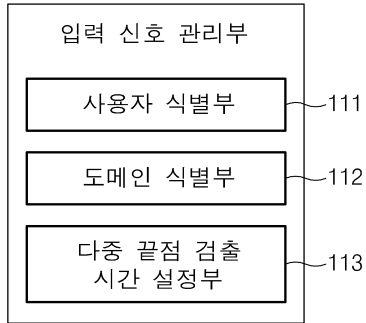 입력 신호 관리부
사용자 식별부
111
도메인 식별부
112
다중 끝점 검출
시간 설정부
113